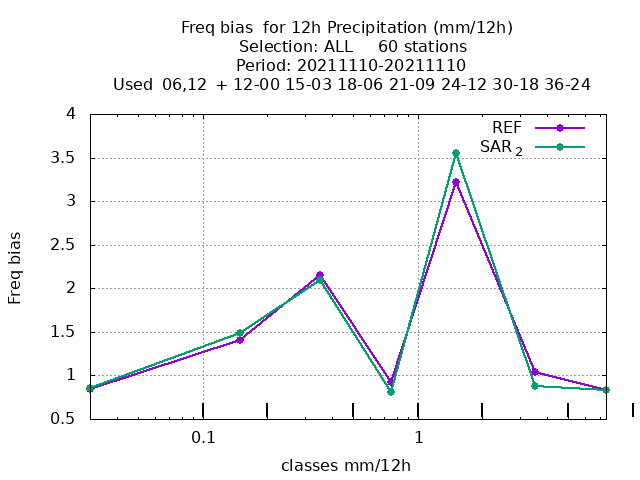 Freq bias  for 12h Precipitation (mm/12h)
Selection: ALL     60 stations
Period: 20211110-20211110
Used  06,12  + 12-00 15-03 18-06 21-09 24-12 30-18 36-24
REF
SAR 2
4
3.5
3
2.5
2
1.5
1
0.5
Freq bias
0.1
1
classes mm/12h